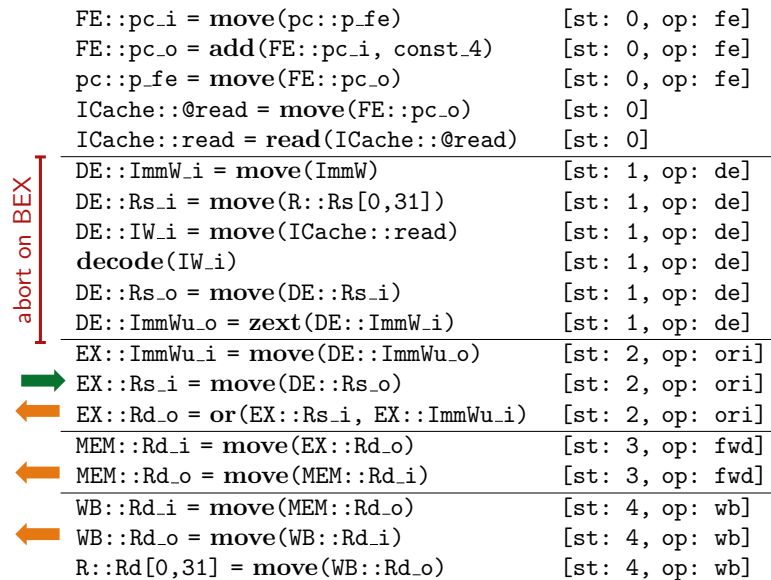 FE::pc_i = move(pc::p_fe) [st: 0, op: fe]
FE::pc_o = add(FE::pc_i, const_4) [st: 0, op: fe]
pc::p_fe = move(FE::pc_o) [st: 0, op: fe]
ICache::@read = move(FE::pc_o) [st: 0]
ICache::read = read(ICache::@read) [st: 0]
abort on BEX
DE::ImmW_i = move(ImmW) [st: 1, op: de]
DE::Rs_i = move(R::Rs[0,31]) [st: 1, op: de]
DE::IW_i = move(ICache::read) [st: 1, op: de]
decode(IW_i) [st: 1, op: de]
DE::Rs_o = move(DE::Rs_i) [st: 1, op: de]
DE::ImmWu_o = zext(DE::ImmW_i) [st: 1, op: de]
EX::ImmWu_i = move(DE::ImmWu_o) [st: 2, op: ori]
EX::Rs_i = move(DE::Rs_o) [st: 2, op: ori]
EX::Rd_o = or(EX::Rs_i, EX::ImmWu_i) [st: 2, op: ori]
MEM::Rd_i = move(EX::Rd_o) [st: 3, op: fwd]
MEM::Rd_o = move(MEM::Rd_i) [st: 3, op: fwd]
WB::Rd_i = move(MEM::Rd_o) [st: 4, op: wb]
WB::Rd_o = move(WB::Rd_i) [st: 4, op: wb]
R::Rd[0,31] = move(WB::Rd_o) [st: 4, op: wb]